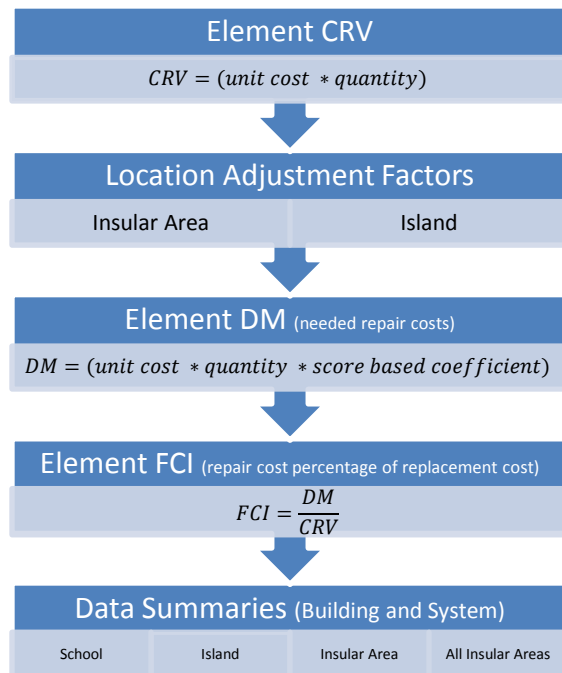 Element CRV
CRV = (unit cost * quantity)
Location Adjustment Factors
Insular Area Island
Element DM (needed repair costs)
DM = (unit cost * quantity * score based coefficient)
Element FCI (repair cost percentage of replacement cost)
FCI = DM / CRV
Data Summaries (Building and System)
School Island Insular Area All Insular Areas